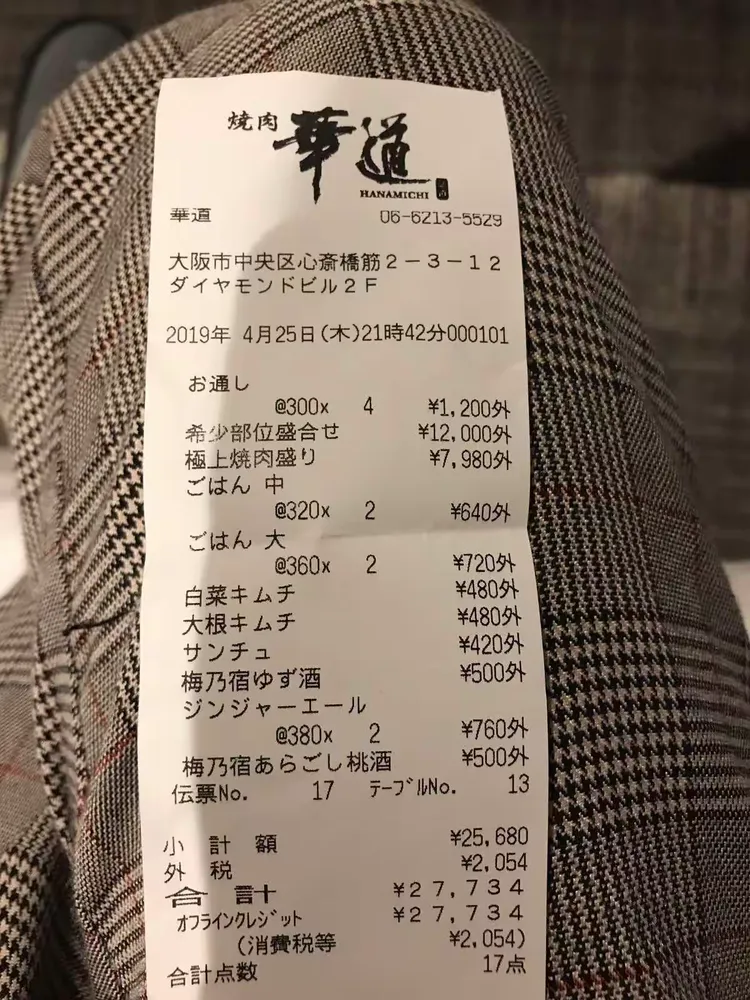 焼肉 華道
HANAMICHI
華道 06-6213-5529
大阪市中央区心斎橋筋2-3-12
ダイヤモンドビル2F
2019年 4月25日(木)21時42分000101
お通し
@300x 4 ¥1,200外
希少部位盛合せ ¥12,000外
極上焼肉盛り ¥7,980外
ごはん 中
@320x 2 ¥640外
ごはん 大
@360x 2 ¥720外
白菜キムチ ¥480外
大根キムチ ¥480外
サンチュ ¥420外
梅乃宿ゆず酒 ¥500外
ジンジャーエール
@380x 2 ¥760外
梅乃宿あらごし桃酒 ¥500外
伝票No. 17 テーブルNo. 13
小計額 ¥25,680
外税 ¥2,054
合計 ¥27,734
オフラインクレジット ¥27,734
(消費税等 ¥2,054)
合計点数 17点